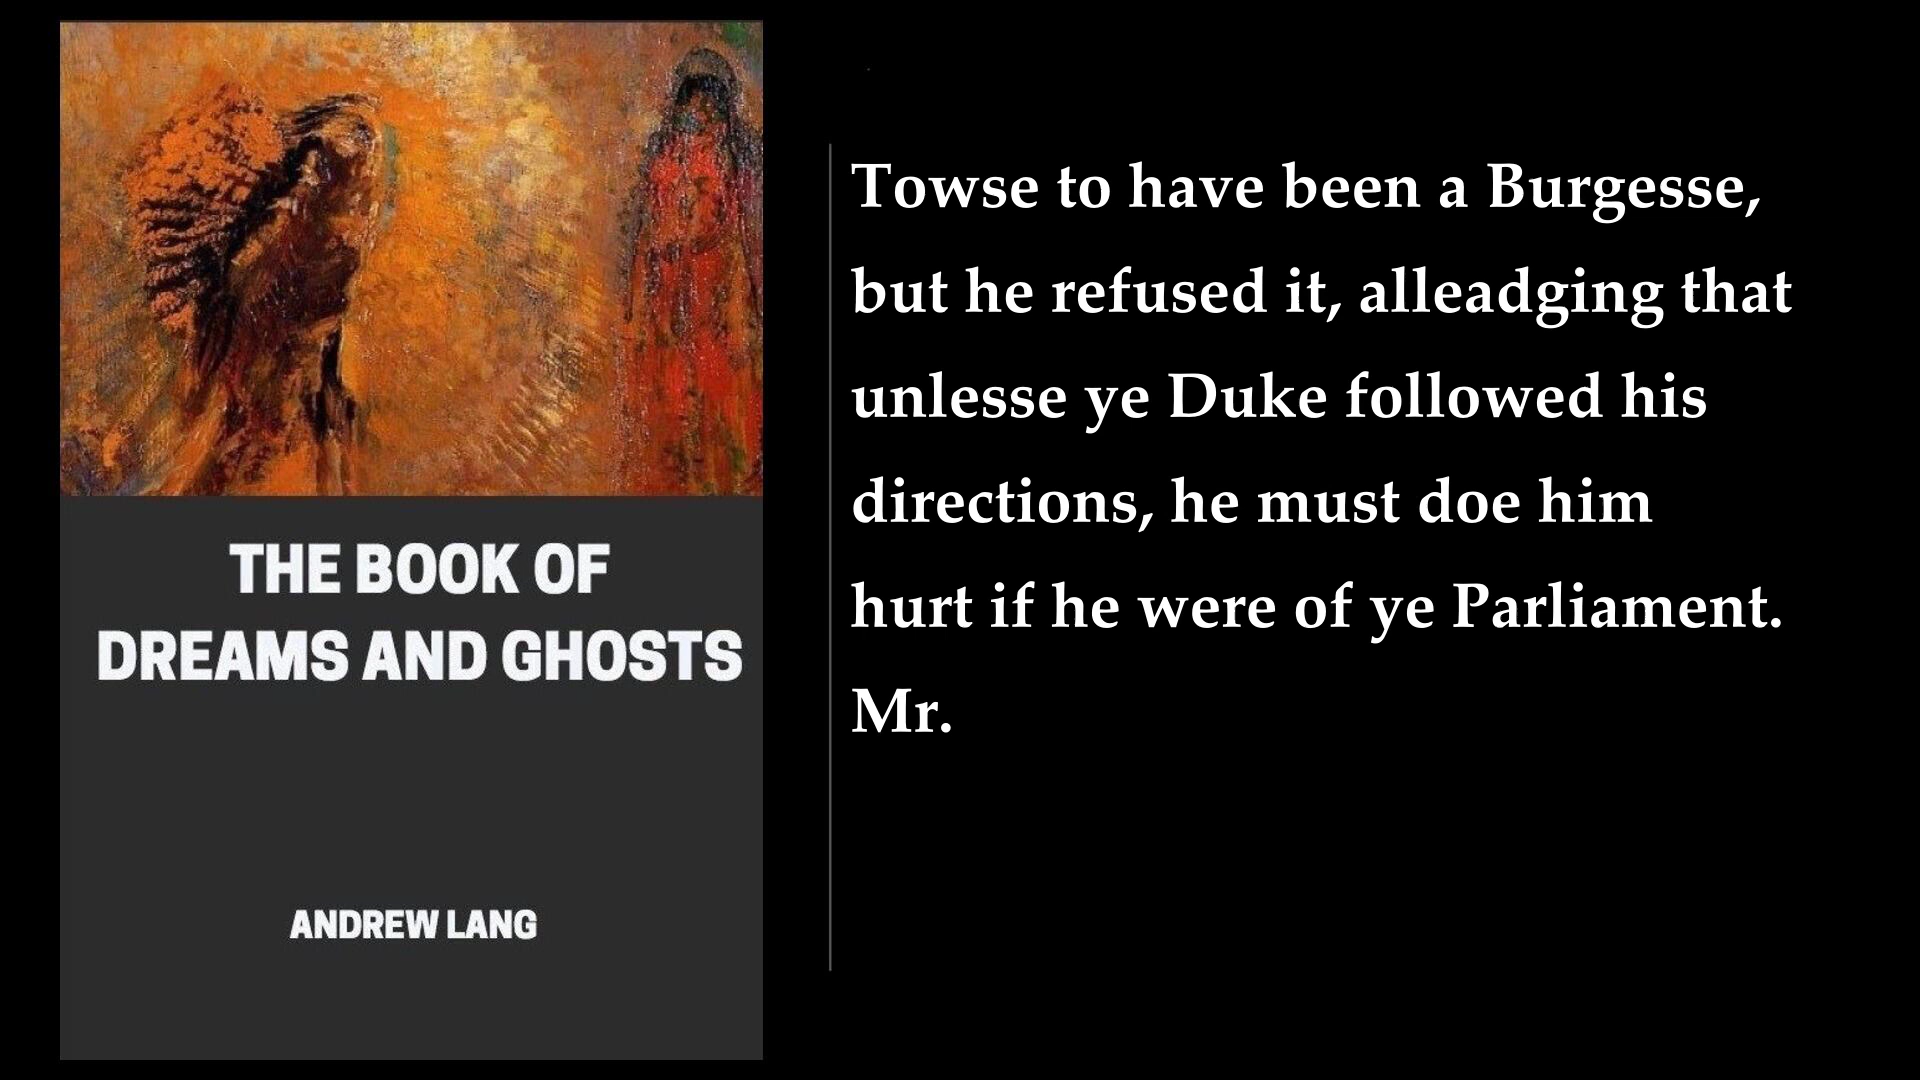 THE BOOK OF
DREAMS AND GHOSTS
ANDREW LANG
Towse to have been a Burgesse,
but he refused it, alleadging that
unlesse ye Duke followed his
directions, he must doe him
hurt if he were of ye Parliament.
Mr.